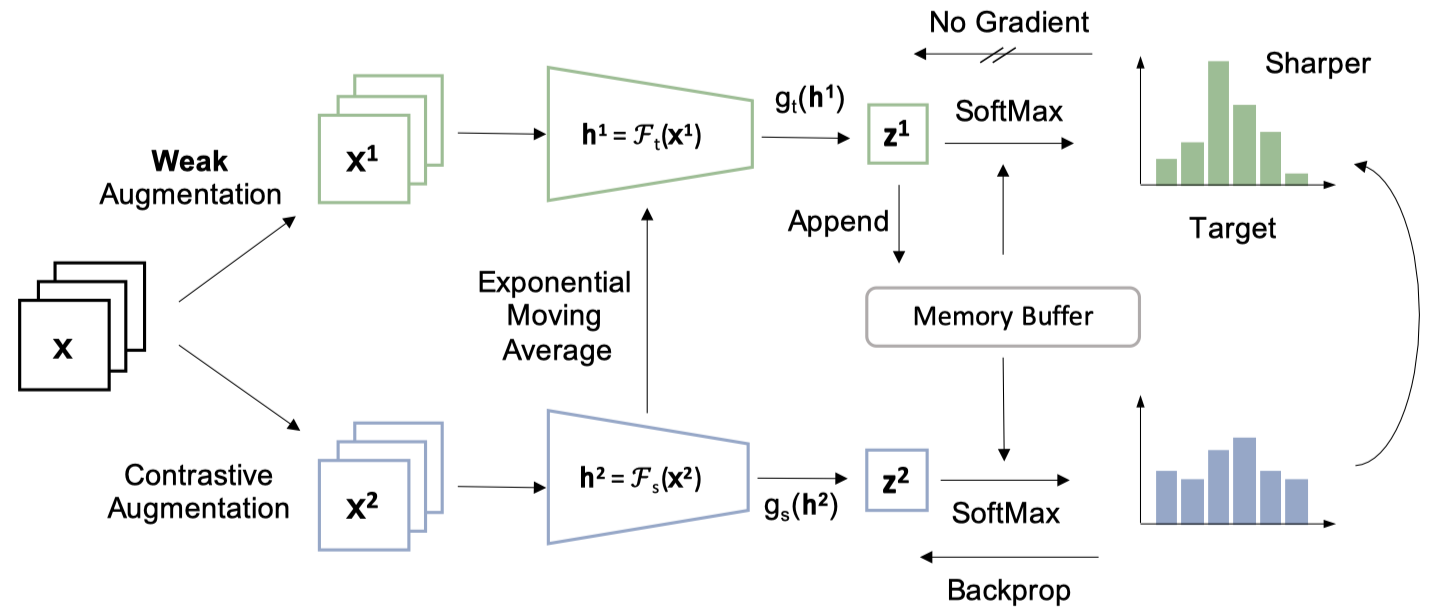 No Gradient
Sharper
g_t(h¹)
SoftMax
x¹
h¹ = ℱ_t(x¹)
z¹
Weak
Augmentation
Append
Target
Exponential
Moving
Average
Memory Buffer
x
Contrastive
Augmentation
x²
h² = ℱ_s(x²)
z²
g_s(h²)
SoftMax
Backprop